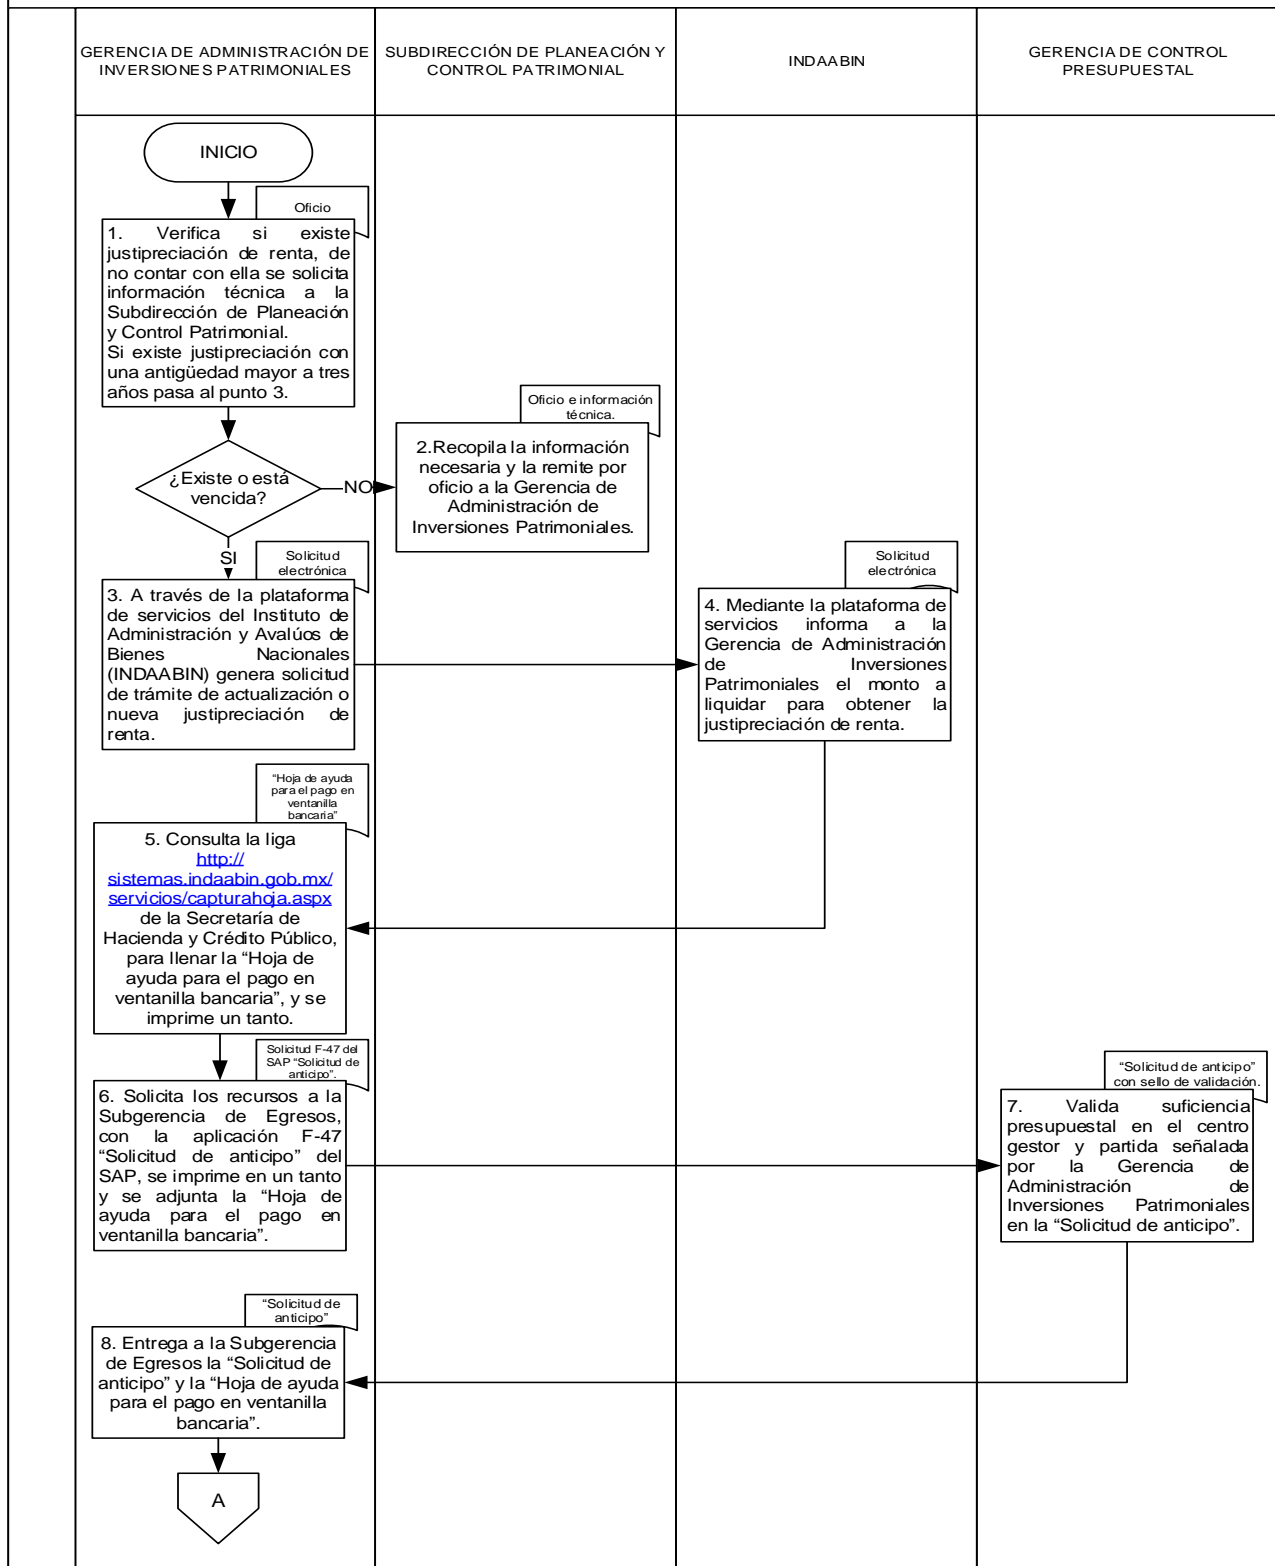 GERENCIA DE ADMINISTRACIÓN DE
INVERSIONES PATRIMONIALES
SUBDIRECCIÓN DE PLANEACIÓN Y
CONTROL PATRIMONIAL
INDAABIN
GERENCIA DE CONTROL
PRESUPUESTAL
INICIO
Oficio
1. Verifica si existe
justipreciación de renta, de
no contar con ella se solicita
información técnica a la
Subdirección de Planeación
y Control Patrimonial.
Si existe justipreciación con
una antigüedad mayor a tres
años pasa al punto 3.
¿Existe o está
vencida?
NO
Oficio e información
técnica.
2.Recopila la información
necesaria y la remite por
oficio a la Gerencia de
Administración de
Inversiones Patrimoniales.
SI
Solicitud
electrónica
3. A través de la plataforma
de servicios del Instituto de
Administración y Avalúos de
Bienes Nacionales
(INDAABIN) genera solicitud
de trámite de actualización o
nueva justipreciación de
renta.
Solicitud
electrónica
4. Mediante la plataforma de
servicios informa a la
Gerencia de Administración
de Inversiones
Patrimoniales el monto a
liquidar para obtener la
justipreciación de renta.
“Hoja de ayuda
para el pago en
ventanilla
bancaria”
5. Consulta la liga
http://
sistemas.indaabin.gob.mx/
servicios/capturahoja.aspx
de la Secretaría de
Hacienda y Crédito Público,
para llenar la “Hoja de
ayuda para el pago en
ventanilla bancaria”, y se
imprime un tanto.
Solicitud F-47 del
SAP “Solicitud de
anticipo”.
6. Solicita los recursos a la
Subgerencia de Egresos,
con la aplicación F-47
“Solicitud de anticipo” del
SAP, se imprime en un tanto
y se adjunta la “Hoja de
ayuda para el pago en
ventanilla bancaria”.
“Solicitud de anticipo”
con sello de validación.
7. Valida suficiencia
presupuestal en el centro
gestor y partida señalada
por la Gerencia de
Administración de
Inversiones Patrimoniales
en la “Solicitud de anticipo”.
“Solicitud de
anticipo”
8. Entrega a la Subgerencia
de Egresos la “Solicitud de
anticipo” y la “Hoja de ayuda
para el pago en ventanilla
bancaria”.
A